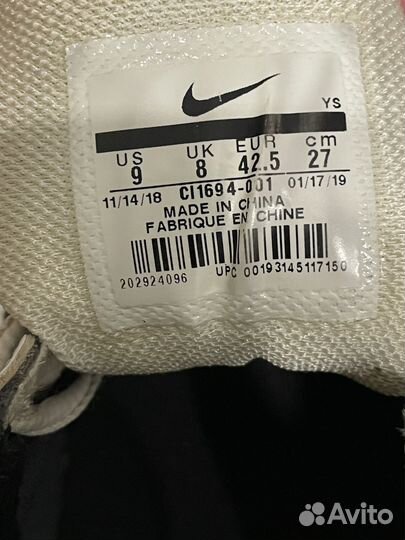 YS
US UK EUR cm
9 8 42.5 27
11/14/18 CI1694-001 01/17/19
MADE IN CHINA
FABRIQUE EN CHINE
202924096 UPC 00193145117150
Avito